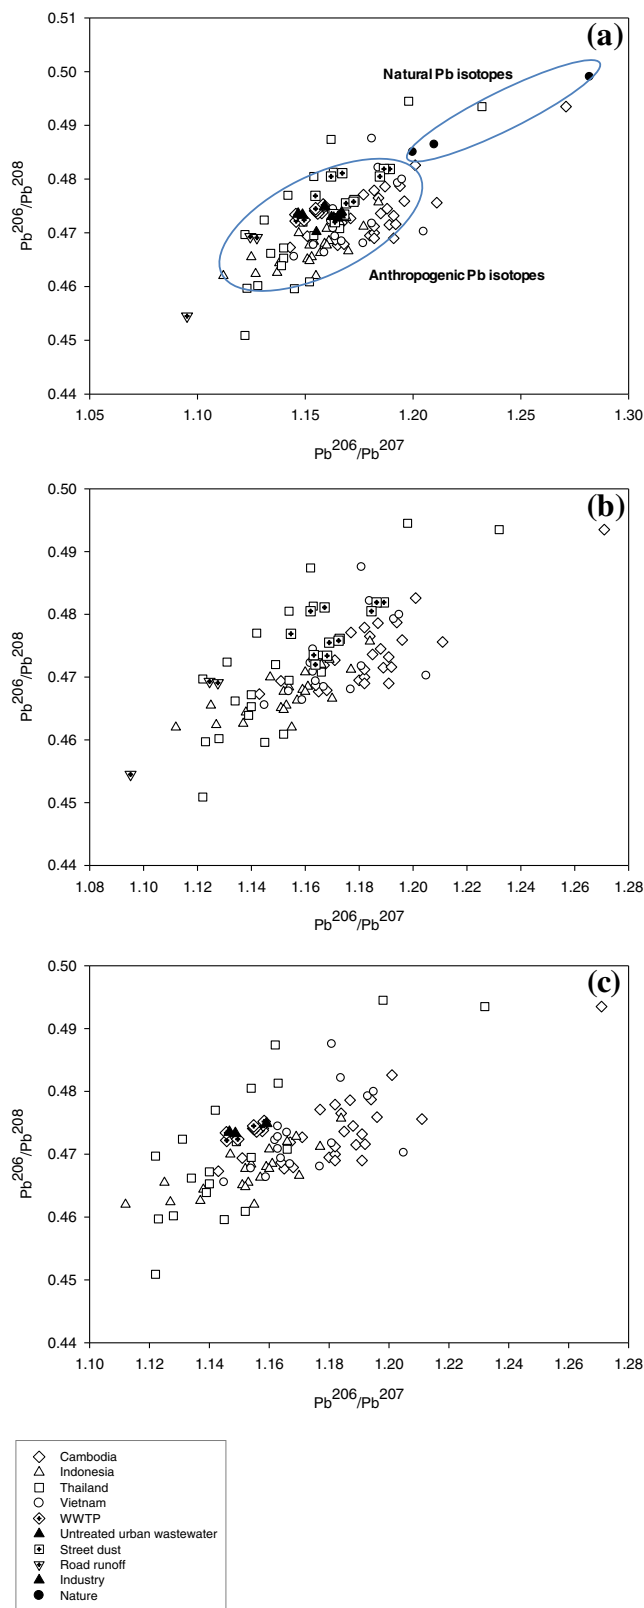 (a)
0.51
0.50
0.49
0.48
0.47
0.46
0.45
0.44
Pb206/Pb208
Natural Pb isotopes
Anthropogenic Pb isotopes
1.05 1.10 1.15 1.20 1.25 1.30
Pb206/Pb207
(b)
0.50
0.49
0.48
0.47
0.46
0.45
0.44
Pb206/Pb208
1.08 1.10 1.12 1.14 1.16 1.18 1.20 1.22 1.24 1.26 1.28
Pb206/Pb207
(c)
0.50
0.49
0.48
0.47
0.46
0.45
0.44
Pb206/Pb208
1.10 1.12 1.14 1.16 1.18 1.20 1.22 1.24 1.26 1.28
Pb206/Pb207
Cambodia
Indonesia
Thailand
Vietnam
WWTP
Untreated urban wastewater
Street dust
Road runoff
Industry
Nature